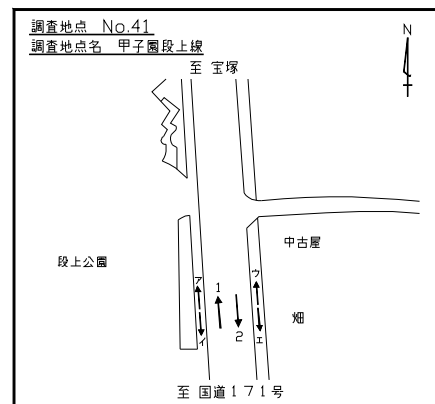 調査地点 No.41
調査地点名 甲子園段上線
N
至 宝塚
中古屋
段上公園
ア 1 ウ
畑
イ 2 エ
至 国道171号